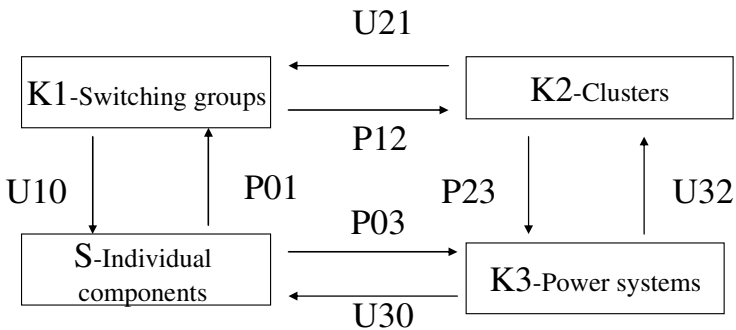 U21
K1-Switching groups
K2-Clusters
P12
U10
P01
P23
U32
P03
S-Individual
components
K3-Power systems
U30